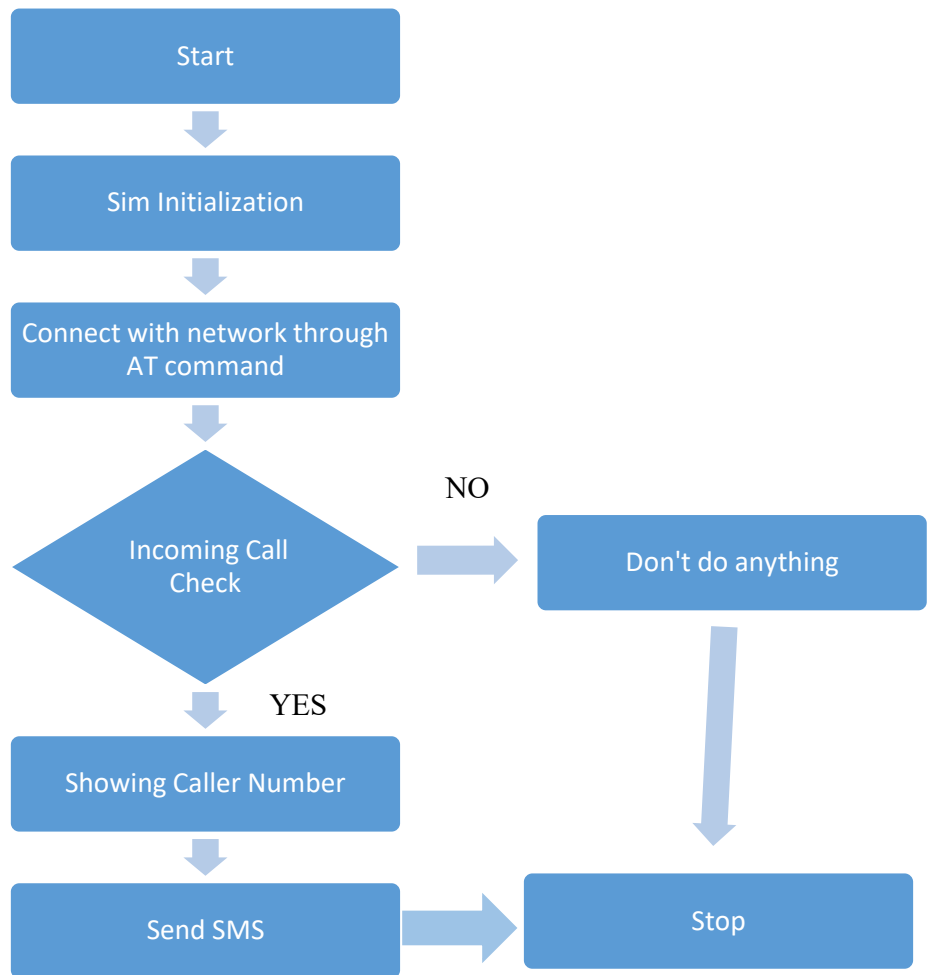 Start
Sim Initialization
Connect with network through
AT command
NO
Incoming Call
Check
Don't do anything
YES
Showing Caller Number
Send SMS
Stop